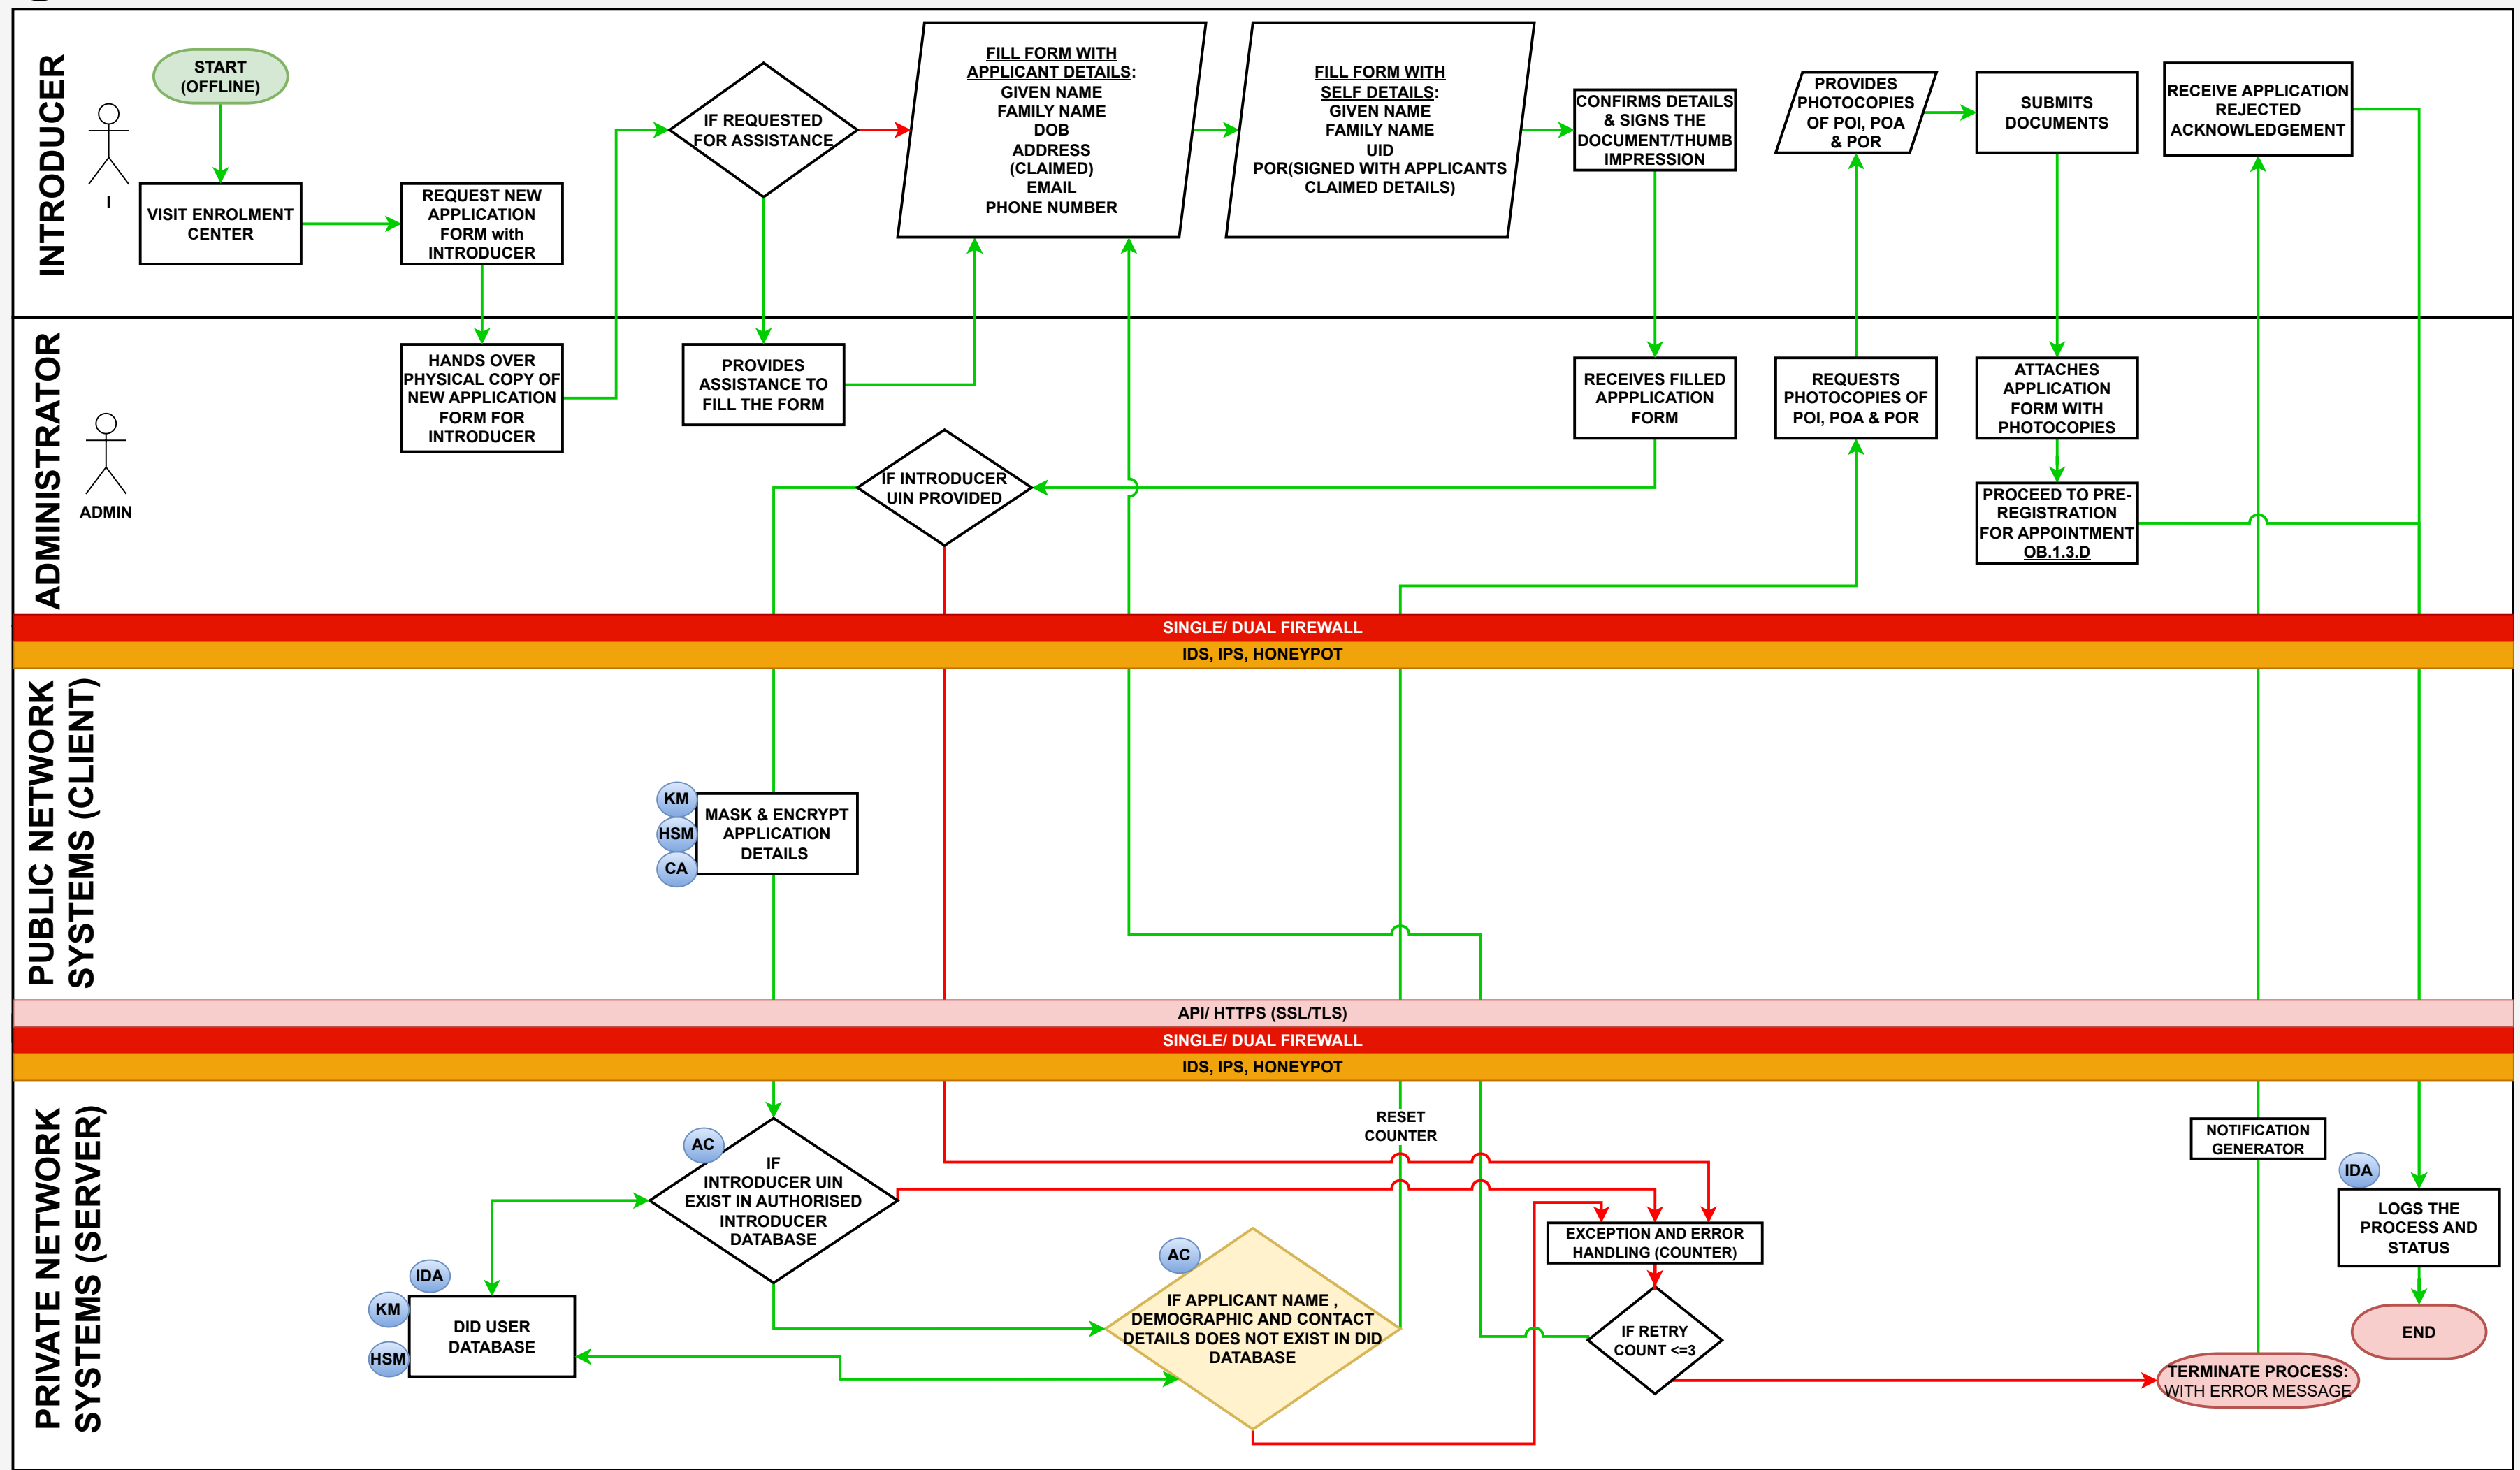 INTRODUCER
START
(OFFLINE)
I
VISIT ENROLMENT
CENTER
REQUEST NEW
APPLICATION
FORM with
INTRODUCER
IF REQUESTED
FOR ASSISTANCE
FILL FORM WITH
APPLICANT DETAILS:
GIVEN NAME
FAMILY NAME
DOB
ADDRESS
(CLAIMED)
EMAIL
PHONE NUMBER
FILL FORM WITH
SELF DETAILS:
GIVEN NAME
FAMILY NAME
UID
POR(SIGNED WITH APPLICANTS
CLAIMED DETAILS)
CONFIRMS DETAILS
& SIGNS THE
DOCUMENT/THUMB
IMPRESSION
PROVIDES
PHOTOCOPIES
OF POI, POA
& POR
SUBMITS
DOCUMENTS
RECEIVE APPLICATION
REJECTED
ACKNOWLEDGEMENT
ADMINISTRATOR
ADMIN
HANDS OVER
PHYSICAL COPY OF
NEW APPLICATION
FORM FOR
INTRODUCER
PROVIDES
ASSISTANCE TO
FILL THE FORM
IF INTRODUCER
UIN PROVIDED
RECEIVES FILLED
APPPLICATION
FORM
REQUESTS
PHOTOCOPIES OF
POI, POA & POR
ATTACHES
APPLICATION
FORM WITH
PHOTOCOPIES
PROCEED TO PRE-
REGISTRATION
FOR APPOINTMENT
OB.1.3.D
SINGLE/ DUAL FIREWALL
IDS, IPS, HONEYPOT
PUBLIC NETWORK
SYSTEMS (CLIENT)
KM
HSM
CA
MASK & ENCRYPT
APPLICATION
DETAILS
API/ HTTPS (SSL/TLS)
SINGLE/ DUAL FIREWALL
IDS, IPS, HONEYPOT
PRIVATE NETWORK
SYSTEMS (SERVER)
AC
IF
INTRODUCER UIN
EXIST IN AUTHORISED
INTRODUCER
DATABASE
IDA
KM
HSM
DID USER
DATABASE
AC
IF APPLICANT NAME ,
DEMOGRAPHIC AND CONTACT
DETAILS DOES NOT EXIST IN DID
DATABASE
RESET
COUNTER
EXCEPTION AND ERROR
HANDLING (COUNTER)
IF RETRY
COUNT <=3
NOTIFICATION
GENERATOR
TERMINATE PROCESS:
WITH ERROR MESSAGE
IDA
LOGS THE
PROCESS AND
STATUS
END